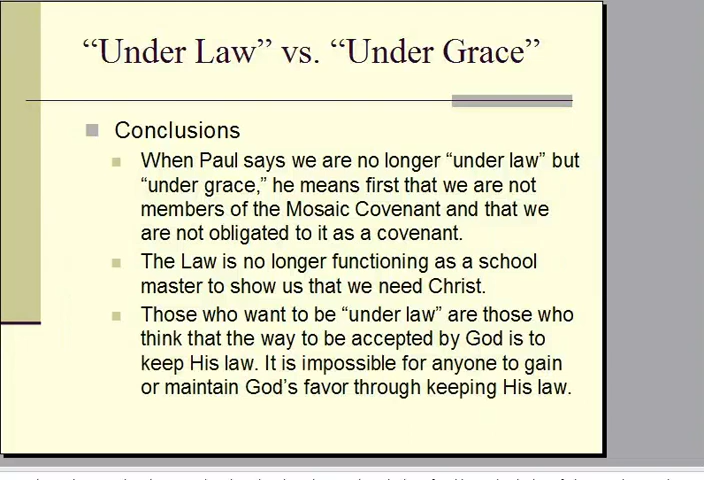 “Under Law” vs. “Under Grace”
Conclusions
When Paul says we are no longer “under law” but
“under grace,” he means first that we are not
members of the Mosaic Covenant and that we
are not obligated to it as a covenant.
The Law is no longer functioning as a school
master to show us that we need Christ.
Those who want to be “under law” are those who
think that the way to be accepted by God is to
keep His law. It is impossible for anyone to gain
or maintain God’s favor through keeping His law.